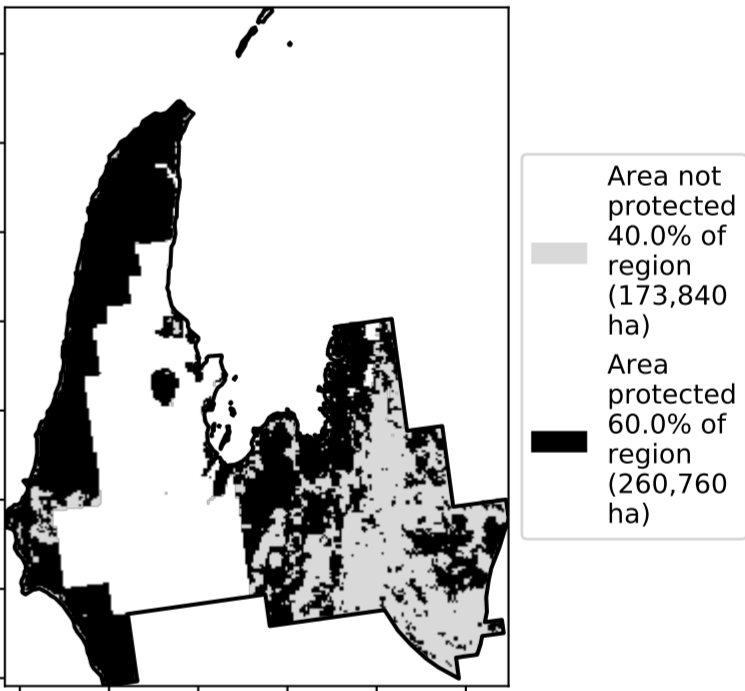 Area not
protected
40.0% of
region
(173,840
ha)
Area
protected
60.0% of
region
(260,760
ha)